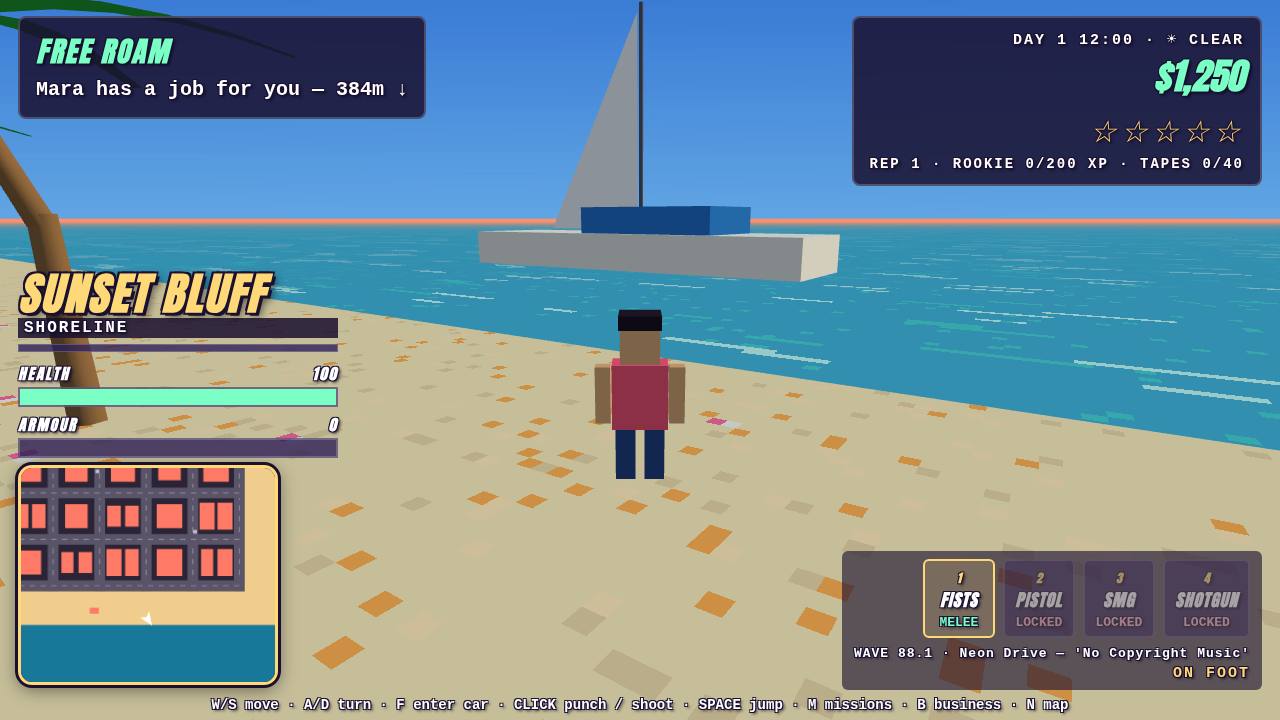 FREE ROAM
Mara has a job for you — 384m ↓
DAY 1 12:00 · ☀ CLEAR
$1,250
☆☆☆☆☆
REP 1 · ROOKIE 0/200 XP · TAPES 0/40
SUNSET BLUFF
SHORELINE
HEALTH 100
ARMOUR 0
1 2 3 4
FISTS PISTOL SMG SHOTGUN
MELEE LOCKED LOCKED LOCKED
WAVE 88.1 · Neon Drive — 'No Copyright Music'
ON FOOT
W/S move · A/D turn · F enter car · CLICK punch / shoot · SPACE jump · M missions · B business · N map